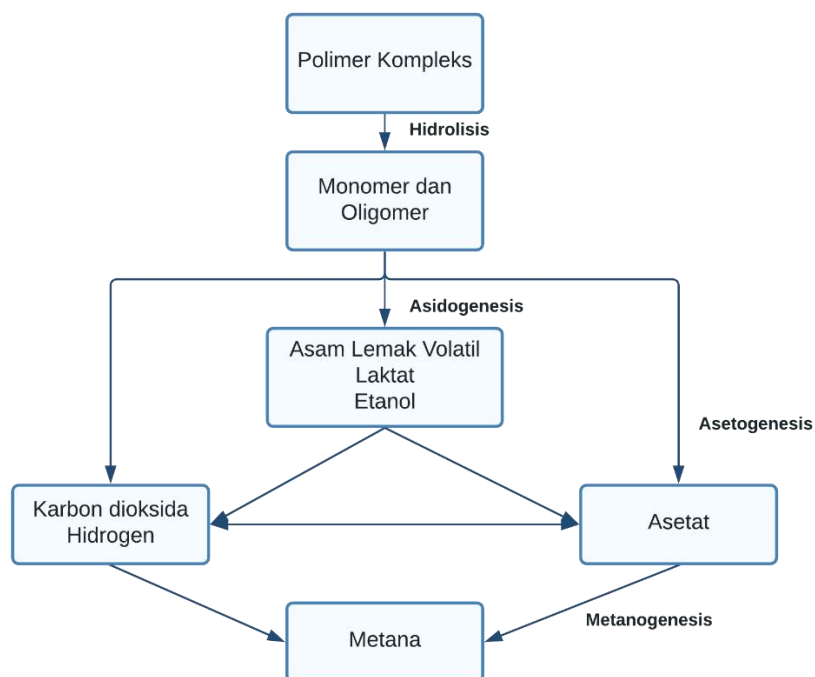 Polimer Kompleks
Hidrolisis
Monomer dan
Oligomer
Asidogenesis
Asam Lemak Volatil
Laktat
Etanol
Asetogenesis
Karbon dioksida
Hidrogen
Asetat
Metanogenesis
Metana